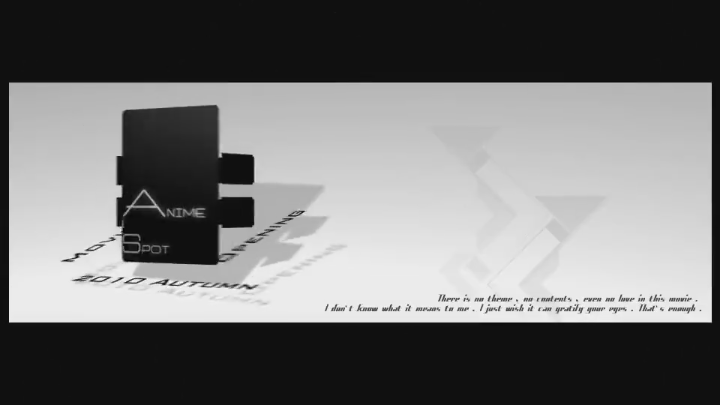 ANIME
SPOT
OPENING
2010 AUTUMN
There is no theme , no contents , even no love in this movie .
I don't know what it means to me . I just wish it can gratify your eyes . That's enough .